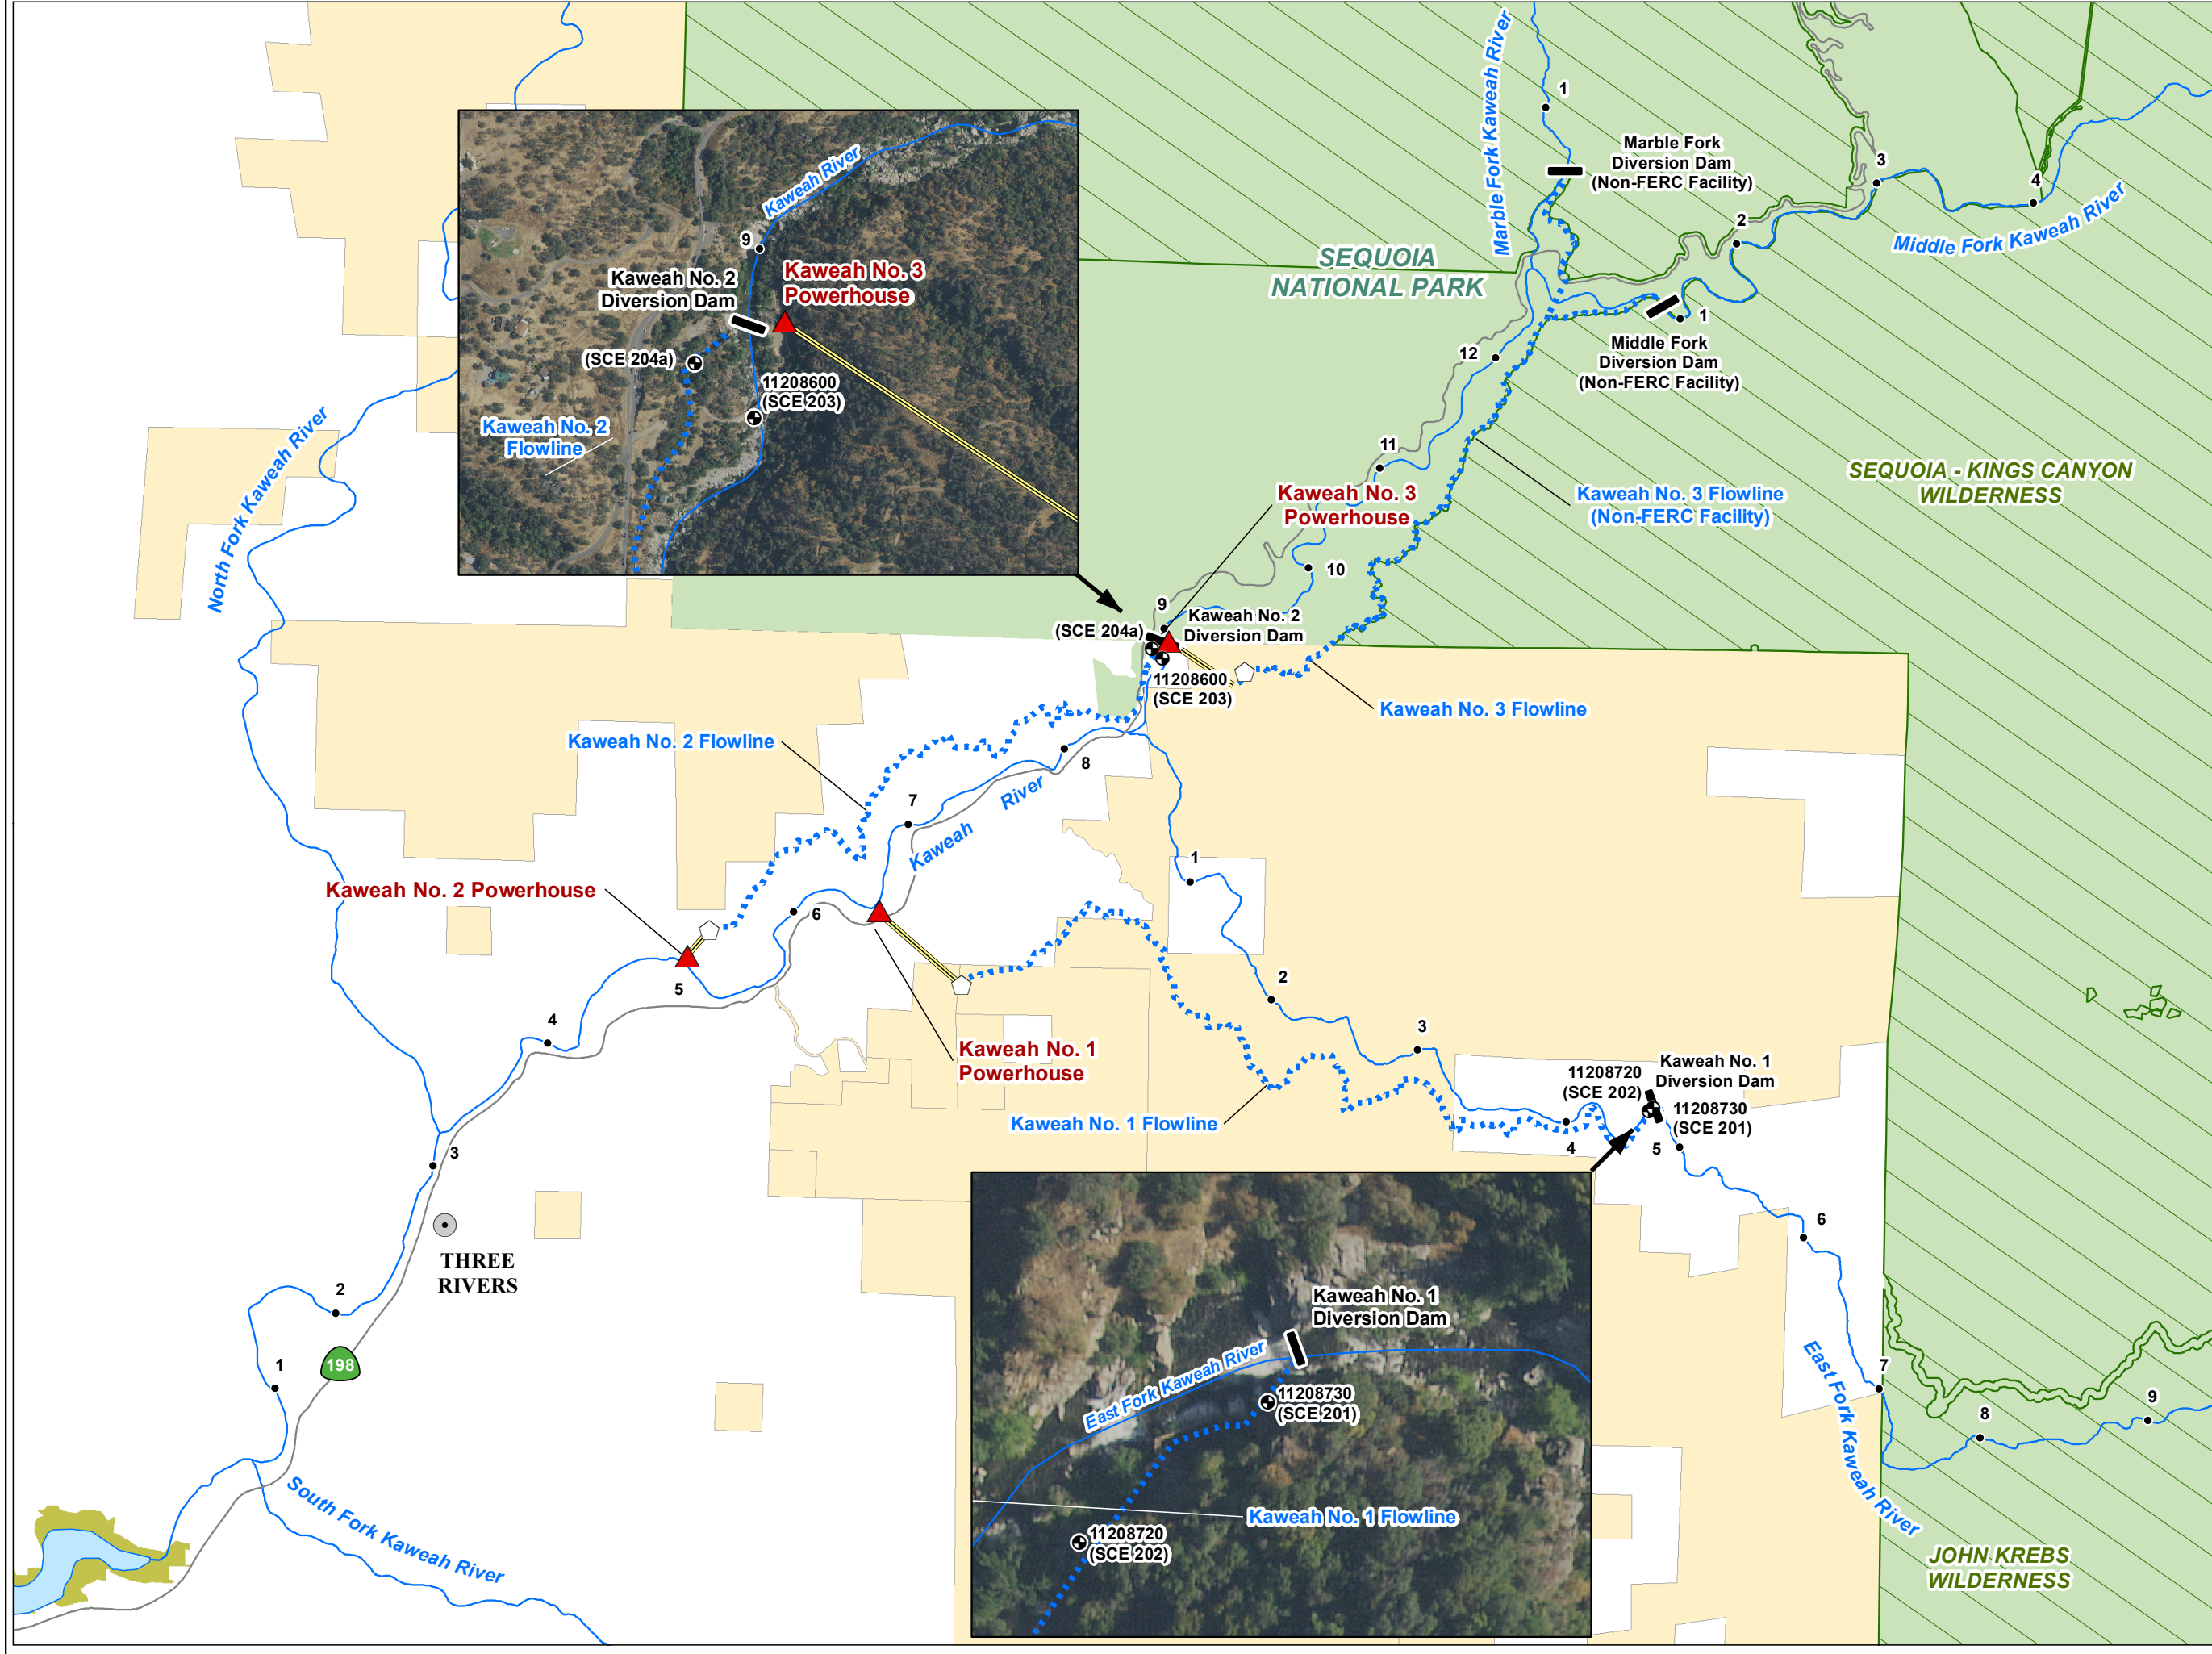 Marble Fork Kaweah River
1
Marble Fork
Diversion Dam
(Non-FERC Facility)
3
4
2
Middle Fork Kaweah River
SEQUOIA
NATIONAL PARK
1
Middle Fork
Diversion Dam
(Non-FERC Facility)
12
11
SEQUOIA - KINGS CANYON
WILDERNESS
Kaweah No. 3 Flowline
(Non-FERC Facility)
Kaweah No. 3
Powerhouse
10
9
Kaweah No. 2
Diversion Dam
(SCE 204a)
11208600
(SCE 203)
Kaweah No. 3 Flowline
Kaweah River
9
Kaweah No. 2
Diversion Dam
Kaweah No. 3
Powerhouse
(SCE 204a)
11208600
(SCE 203)
Kaweah No. 2
Flowline
North Fork Kaweah River
Kaweah No. 2 Flowline
8
7
Kaweah River
6
Kaweah No. 2 Powerhouse
5
4
Kaweah No. 1
Powerhouse
Kaweah No. 1 Flowline
1
2
3
11208720
(SCE 202)
Kaweah No. 1
Diversion Dam
11208730
(SCE 201)
4
5
6
7
8
9
East Fork Kaweah River
3
THREE
RIVERS
2
1
198
South Fork Kaweah River
Kaweah No. 1
Diversion Dam
East Fork Kaweah River
11208730
(SCE 201)
Kaweah No. 1 Flowline
11208720
(SCE 202)
JOHN KREBS
WILDERNESS